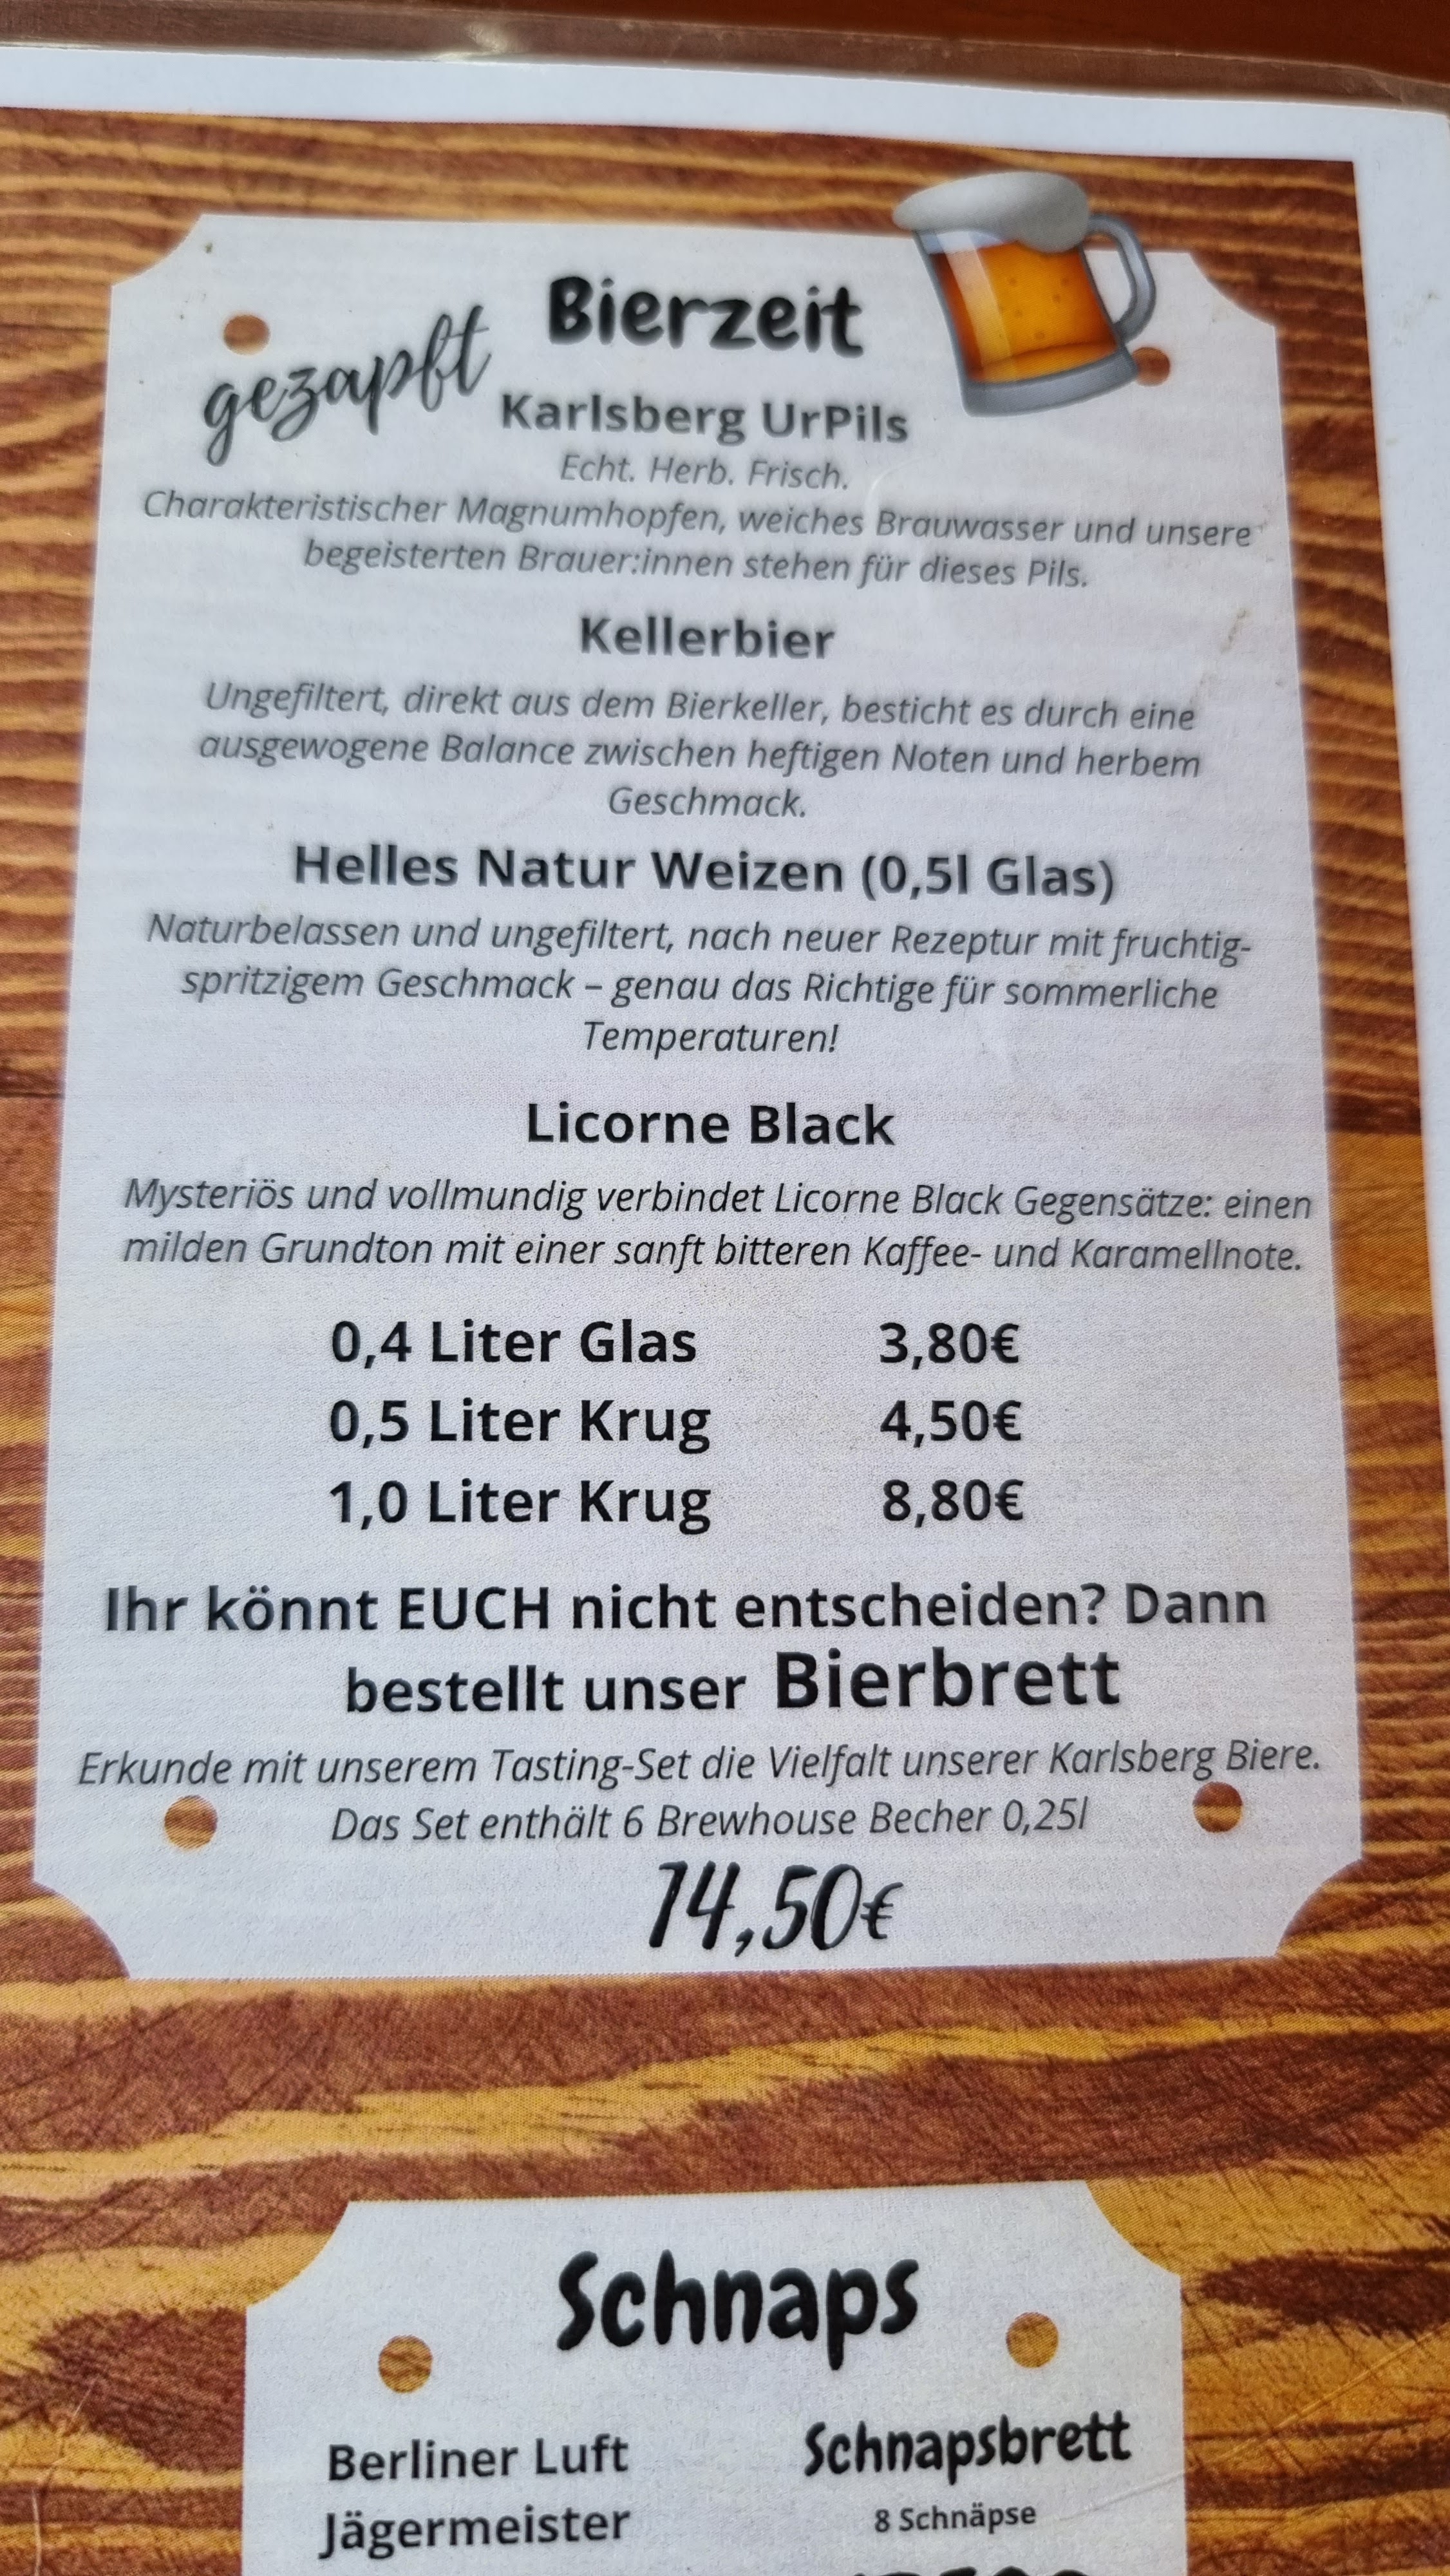 Bierzeit
gezapft
Karlsberg UrPils
Echt. Herb. Frisch.
Charakteristischer Magnumhopfen, weiches Brauwasser und unsere
begeisterten Brauer:innen stehen für dieses Pils.
Kellerbier
Ungefiltert, direkt aus dem Bierkeller, besticht es durch eine
ausgewogene Balance zwischen heftigen Noten und herbem
Geschmack.
Helles Natur Weizen (0,5l Glas)
Naturbelassen und ungefiltert, nach neuer Rezeptur mit fruchtig-
spritzigem Geschmack – genau das Richtige für sommerliche
Temperaturen!
Licorne Black
Mysteriös und vollmundig verbindet Licorne Black Gegensätze: einen
milden Grundton mit einer sanft bitteren Kaffee- und Karamellnote.
0,4 Liter Glas 3,80€
0,5 Liter Krug 4,50€
1,0 Liter Krug 8,80€
Ihr könnt EUCH nicht entscheiden? Dann
bestellt unser Bierbrett
Erkunde mit unserem Tasting-Set die Vielfalt unserer Karlsberg Biere.
Das Set enthält 6 Brewhouse Becher 0,25l
14,50€
Schnaps
Berliner Luft
Jägermeister
Schnapsbrett
8 Schnäpse